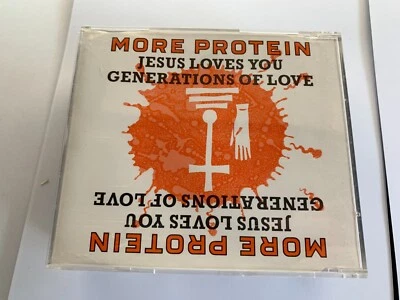 MORE PROTEIN
JESUS LOVES YOU
GENERATIONS OF LOVE
GENERATIONS OF LOVE
JESUS LOVES YOU
MORE PROTEIN